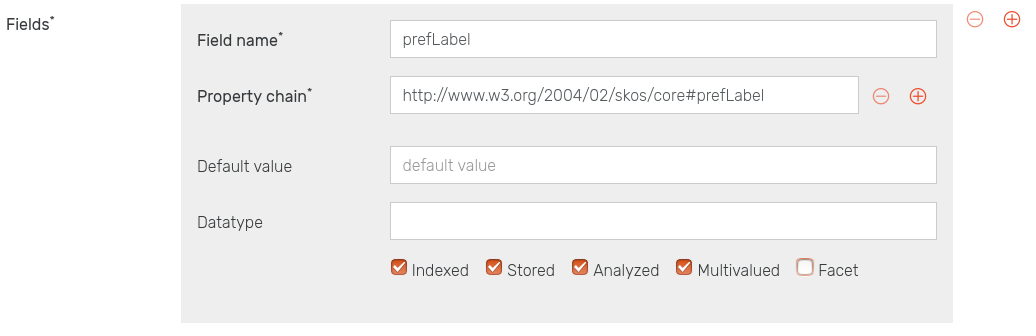 Fields*
Field name*
prefLabel
Property chain*
http://www.w3.org/2004/02/skos/core#prefLabel
Default value
default value
Datatype
Indexed Stored Analyzed Multivalued Facet